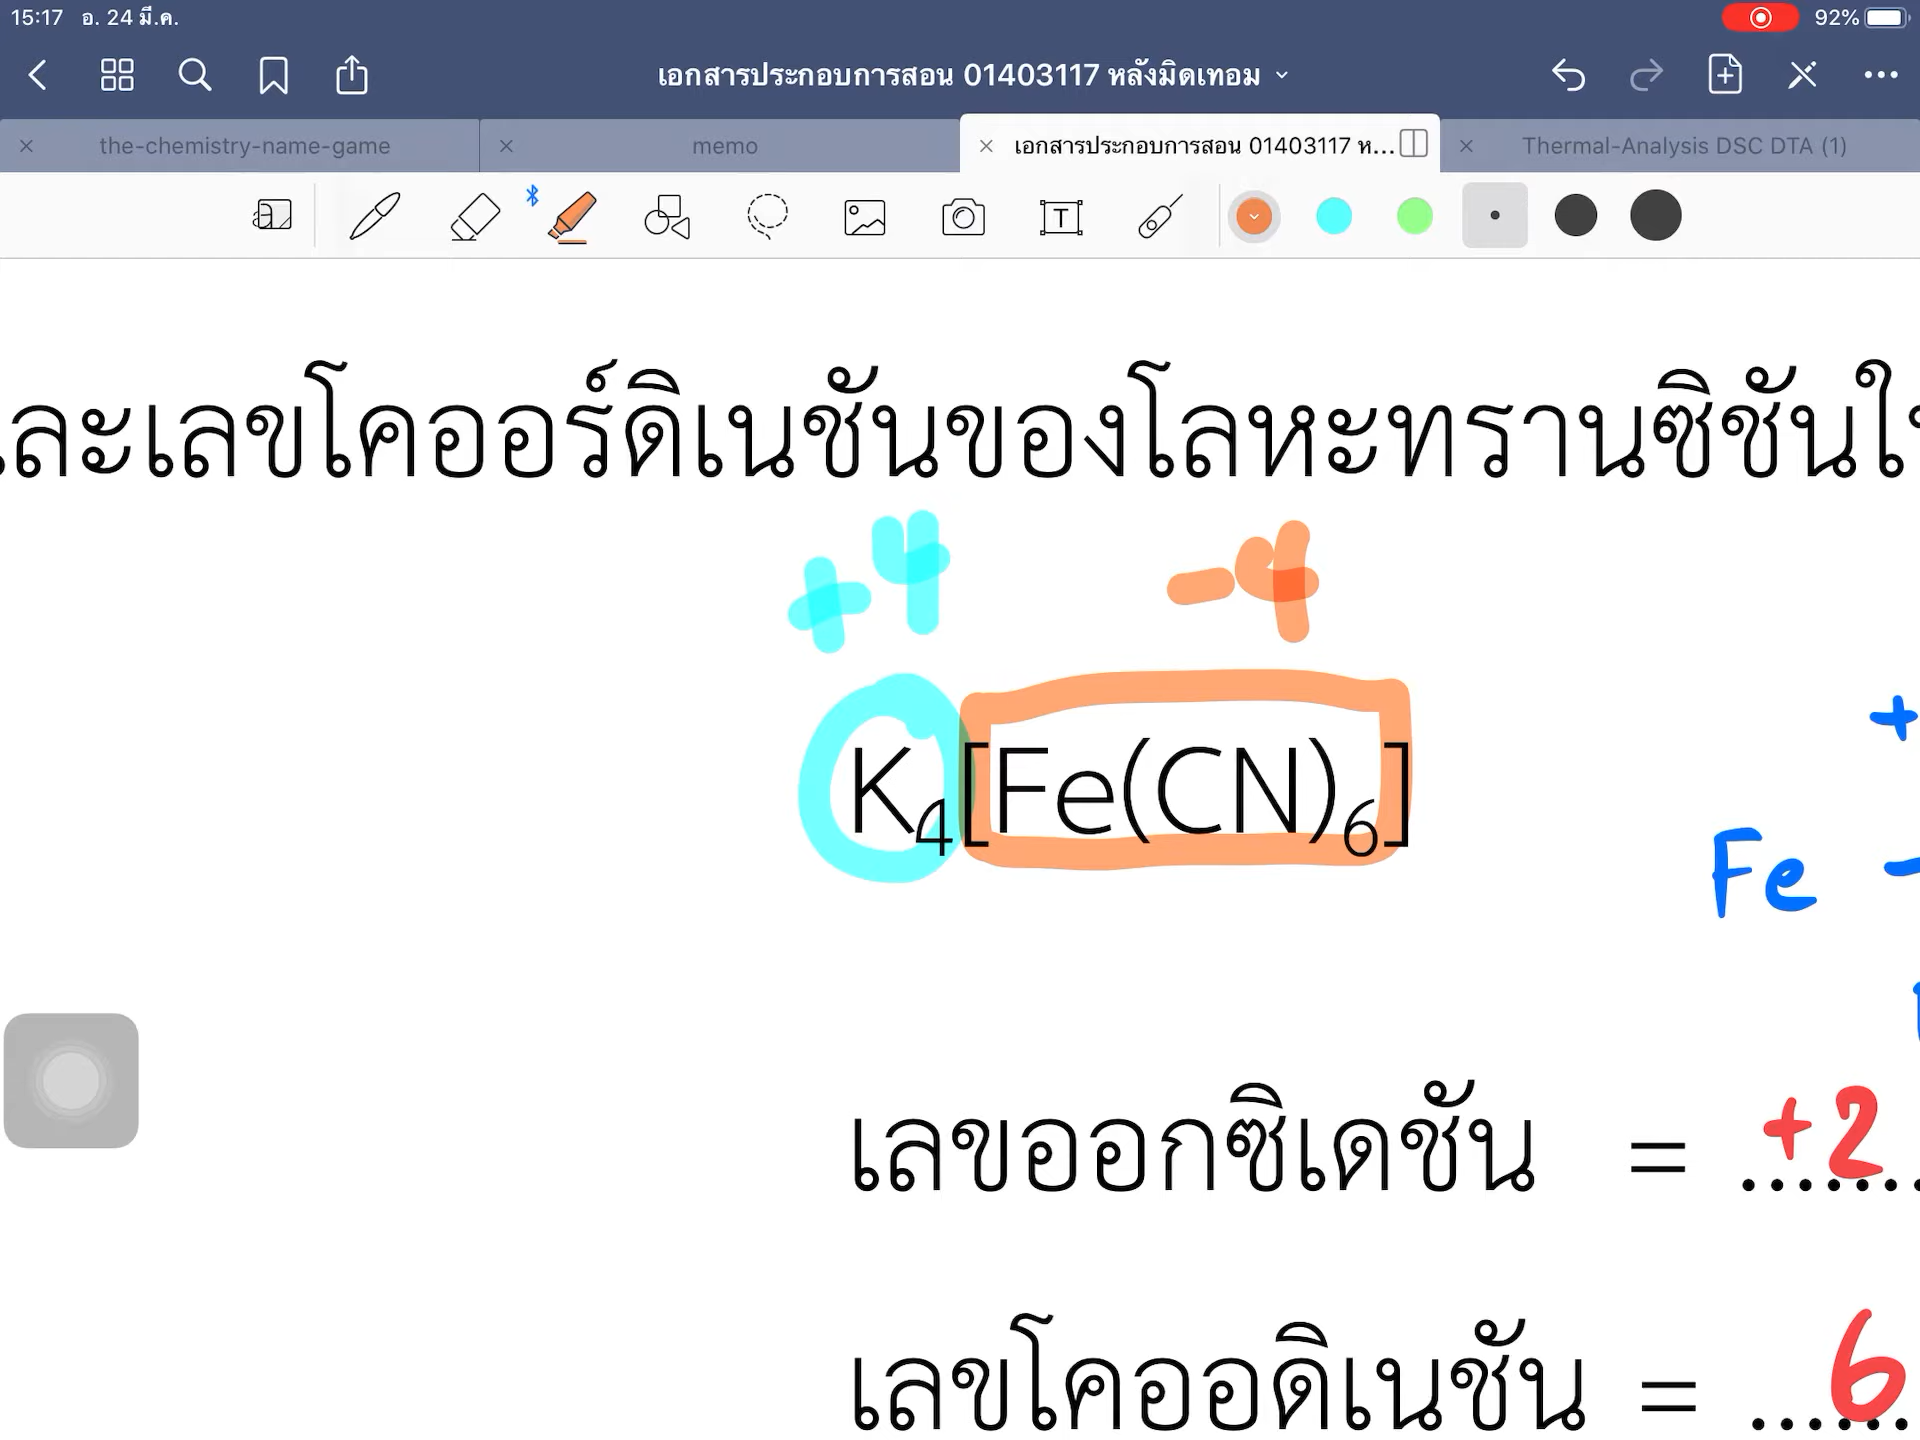 15:17 อ. 24 มี.ค. 92%
เอกสารประกอบการสอน 01403117 หลังมิดเทอม
the-chemistry-name-game memo เอกสารประกอบการสอน 01403117 ห... Thermal-Analysis DSC DTA (1)
T
ละเลขโคออร์ดิเนชันของโลหะทรานซิชันใ
+4 -4
+
K₄[Fe(CN)₆]
Fe -
เลขออกซิเดชัน = +2
เลขโคออดิเนชัน = ...6